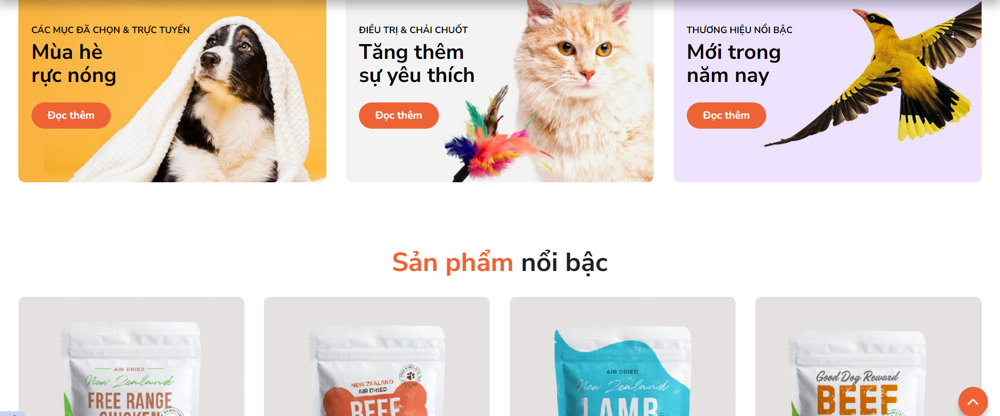 CÁC MỤC ĐÃ CHỌN & TRỰC TUYẾN
Mùa hè
rực nóng
Đọc thêm
ĐIỀU TRỊ & CHẢI CHUỐT
Tăng thêm
sự yêu thích
Đọc thêm
THƯƠNG HIỆU NỔI BẬC
Mới trong
năm nay
Đọc thêm
Sản phẩm nổi bậc
AIR DRIED
New Zealand
FREE RANGE
CHICKEN
NEW ZEALAND
AIR DRIED
BEEF
AIR DRIED
New Zealand
LAMB
Good Dog Reward
BEEF